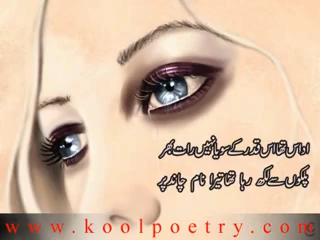 اداس تھا اس قدر کے سویا نہیں رات بھر
پلکوں سے لکھ رہا تھا تیرا نام چاند پر
www.koolpoetry.com